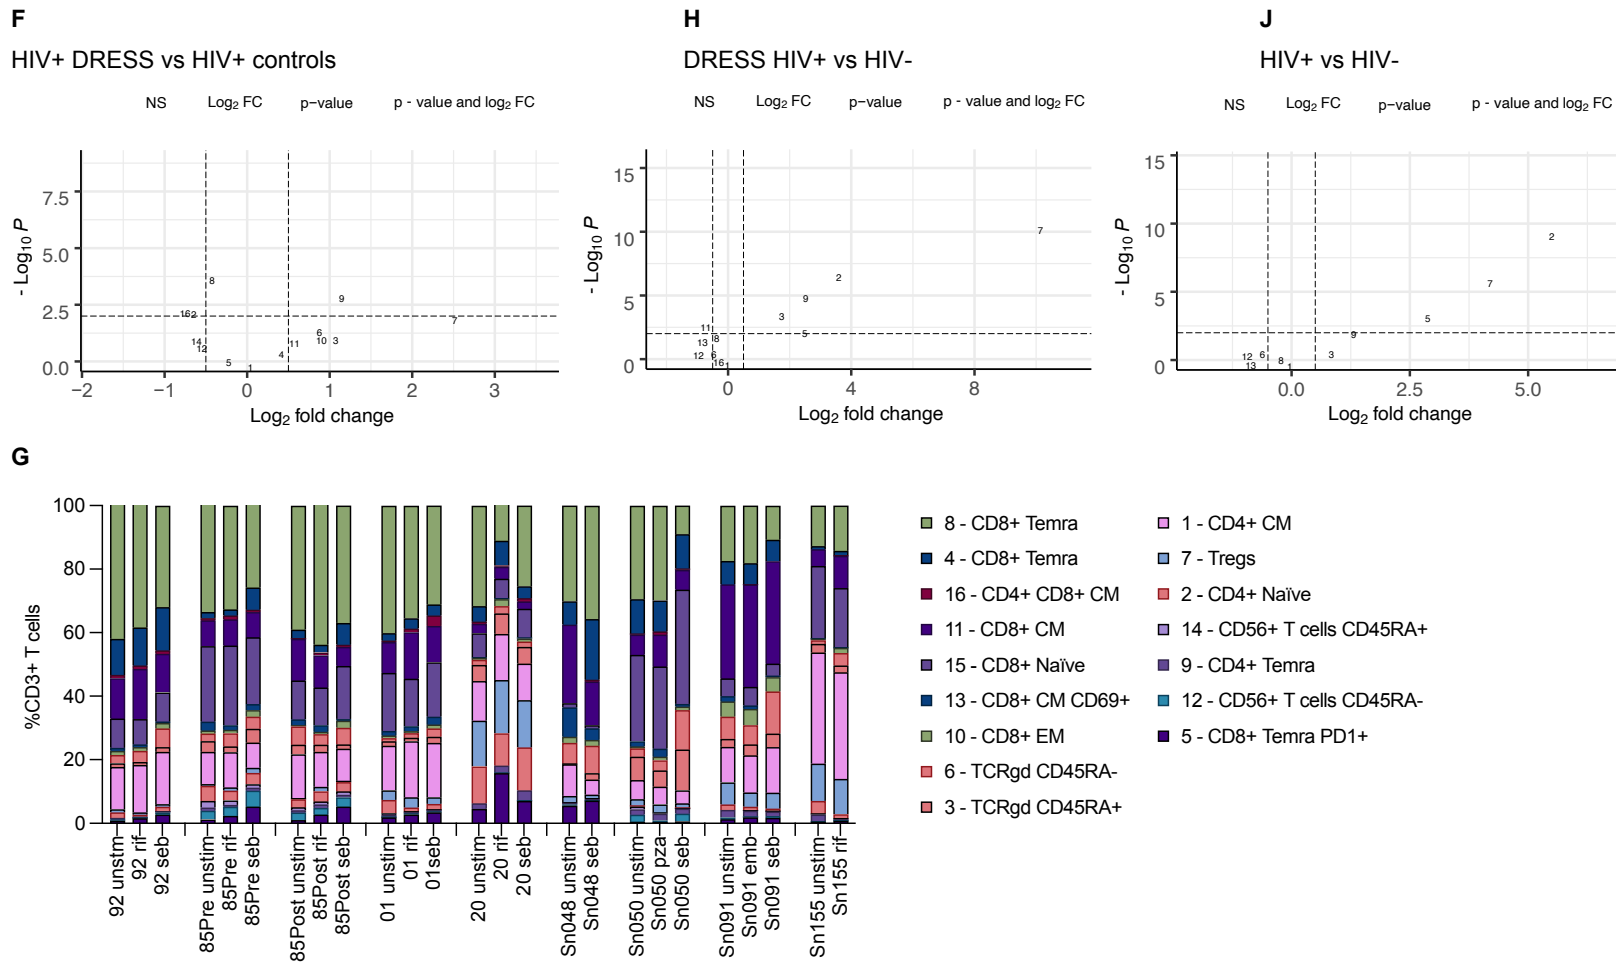 F
H
J
HIV+ DRESS vs HIV+ controls
DRESS HIV+ vs HIV-
HIV+ vs HIV-
NS Log2 FC p−value p - value and log2 FC
NS Log2 FC p−value p - value and log2 FC
NS Log2 FC p−value p - value and log2 FC
- Log10 P
7.5
5.0
2.5
0.0
8
9
162
7
14
12
6
10
11
3
4
5
1
−2 −1 0 1 2 3
Log2 fold change
- Log10 P
15
10
5
0
7
2
9
3
11
5
8
13
12
6
16
1
0 4 8
Log2 fold change
- Log10 P
15
10
5
0
2
7
5
9
3
12
6
13
8
1
0.0 2.5 5.0
Log2 fold change
G
%CD3+ T cells
100
80
60
40
20
0
92 unstm
92 rif
92 seb
85Pre unstim
85Pre rif
85Pre seb
85Post unstim
85Post rif
85Post seb
01 unstim
01 rif
01seb
20 unstim
20 rif
20 seb
Sn048 unstim
Sn048 seb
Sn050 unstim
Sn050 pza
Sn050 seb
Sn091 unstim
Sn091 emb
Sn091 seb
Sn155 unstim
Sn155 rif
8 - CD8+ Temra
4 - CD8+ Temra
16 - CD4+ CD8+ CM
11 - CD8+ CM
15 - CD8+ Naïve
13 - CD8+ CM CD69+
10 - CD8+ EM
6 - TCRgd CD45RA-
3 - TCRgd CD45RA+
1 - CD4+ CM
7 - Tregs
2 - CD4+ Naïve
14 - CD56+ T cells CD45RA+
9 - CD4+ Temra
12 - CD56+ T cells CD45RA-
5 - CD8+ Temra PD1+